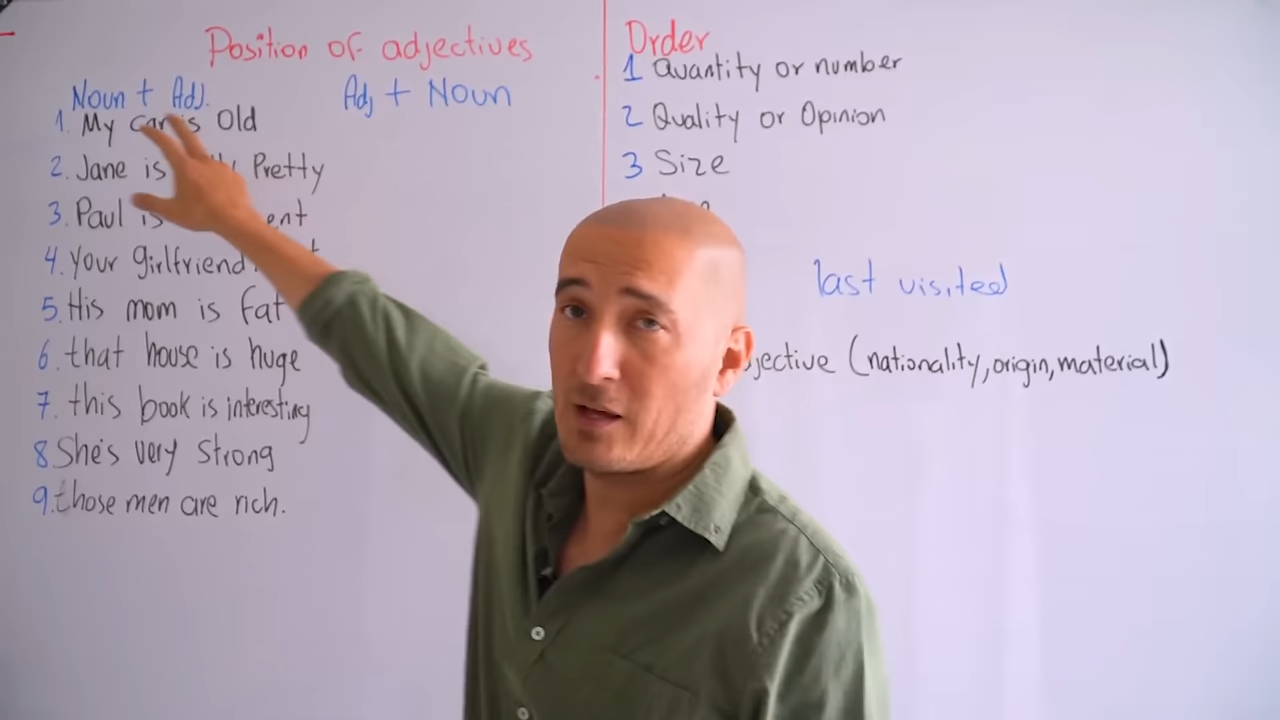 Position of adjectives
Noun + Adj.
Adj + Noun
1. My car is Old
2. Jane is Pretty
3. Paul is
4. Your girlfriend
5. His mom is fat
6. that house is huge
7. this book is interesting
8 She's very strong
9. those men are rich.
Order
1 Quantity or number
2 Quality or Opinion
3 Size
last visited
(nationality, origin, material)